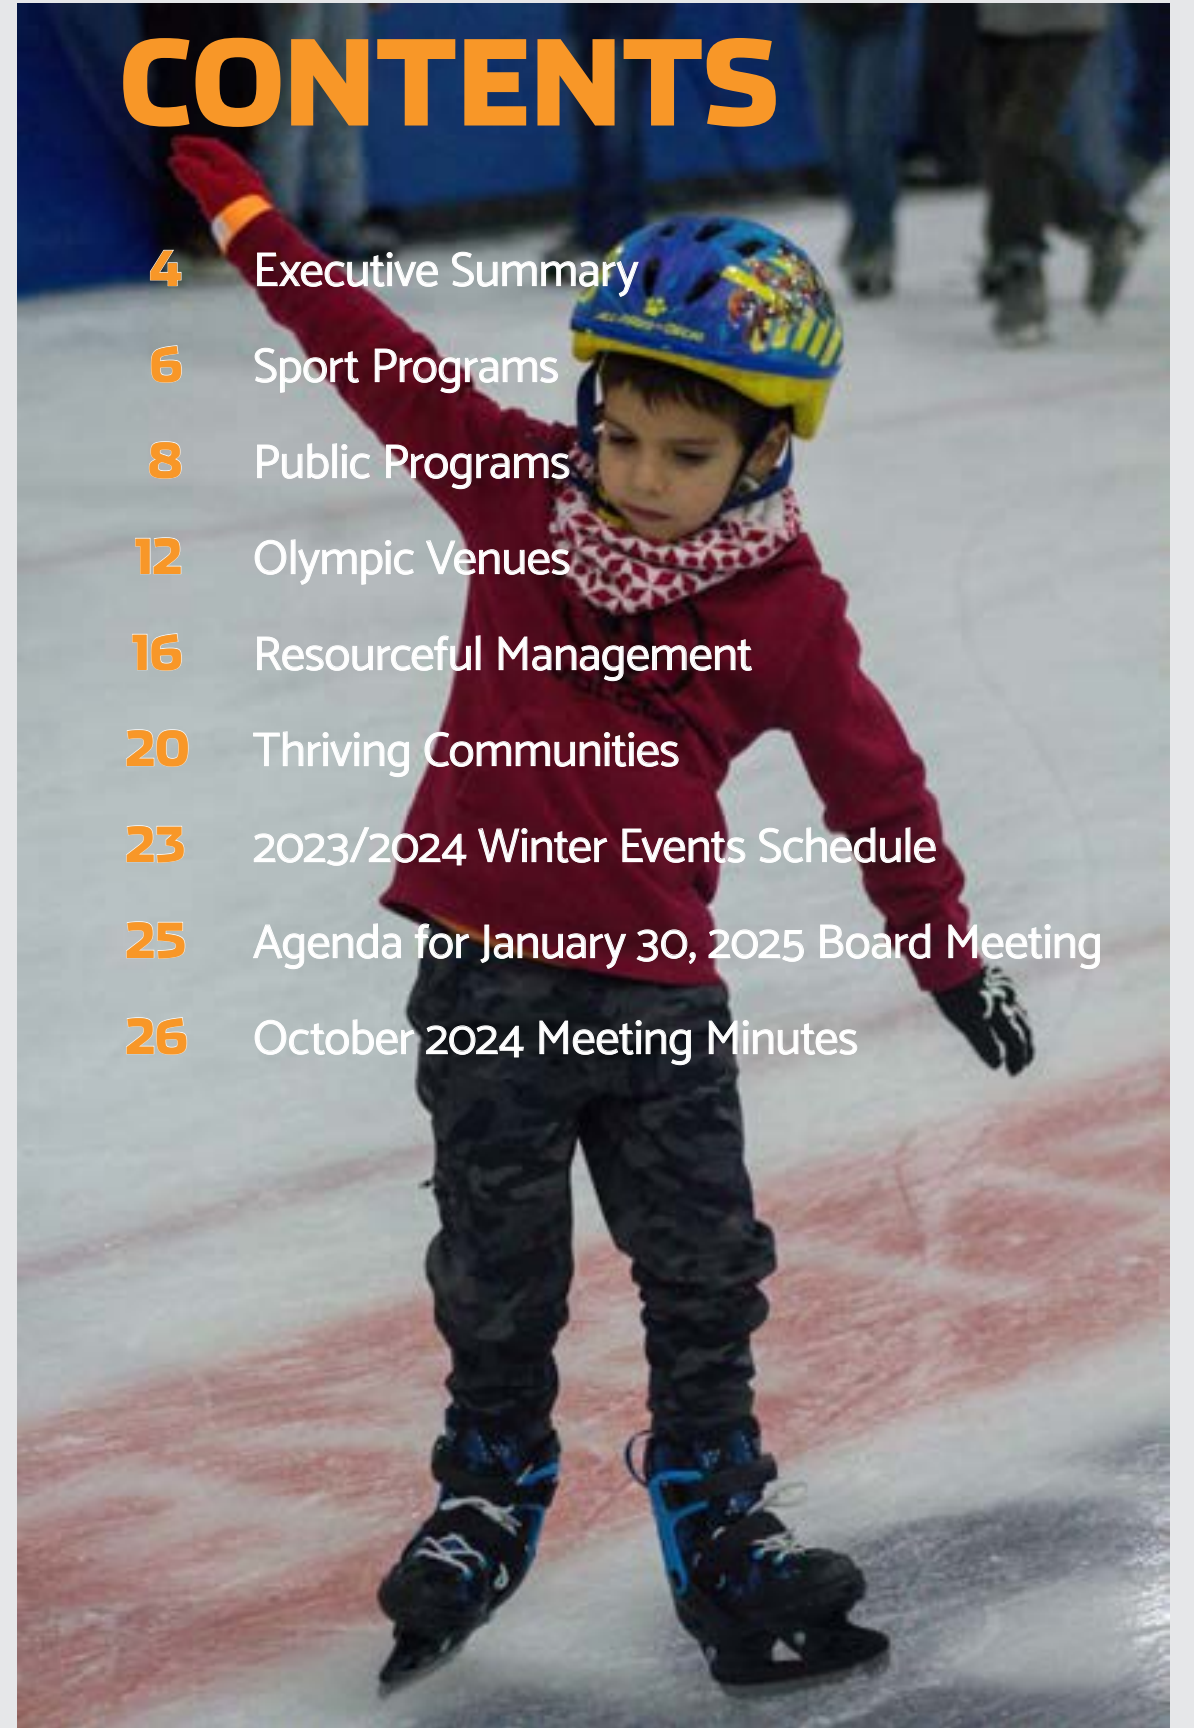 CONTENTS
4 Executive Summary
6 Sport Programs
8 Public Programs
12 Olympic Venues
16 Resourceful Management
20 Thriving Communities
23 2023/2024 Winter Events Schedule
25 Agenda for January 30, 2025 Board Meeting
26 October 2024 Meeting Minutes